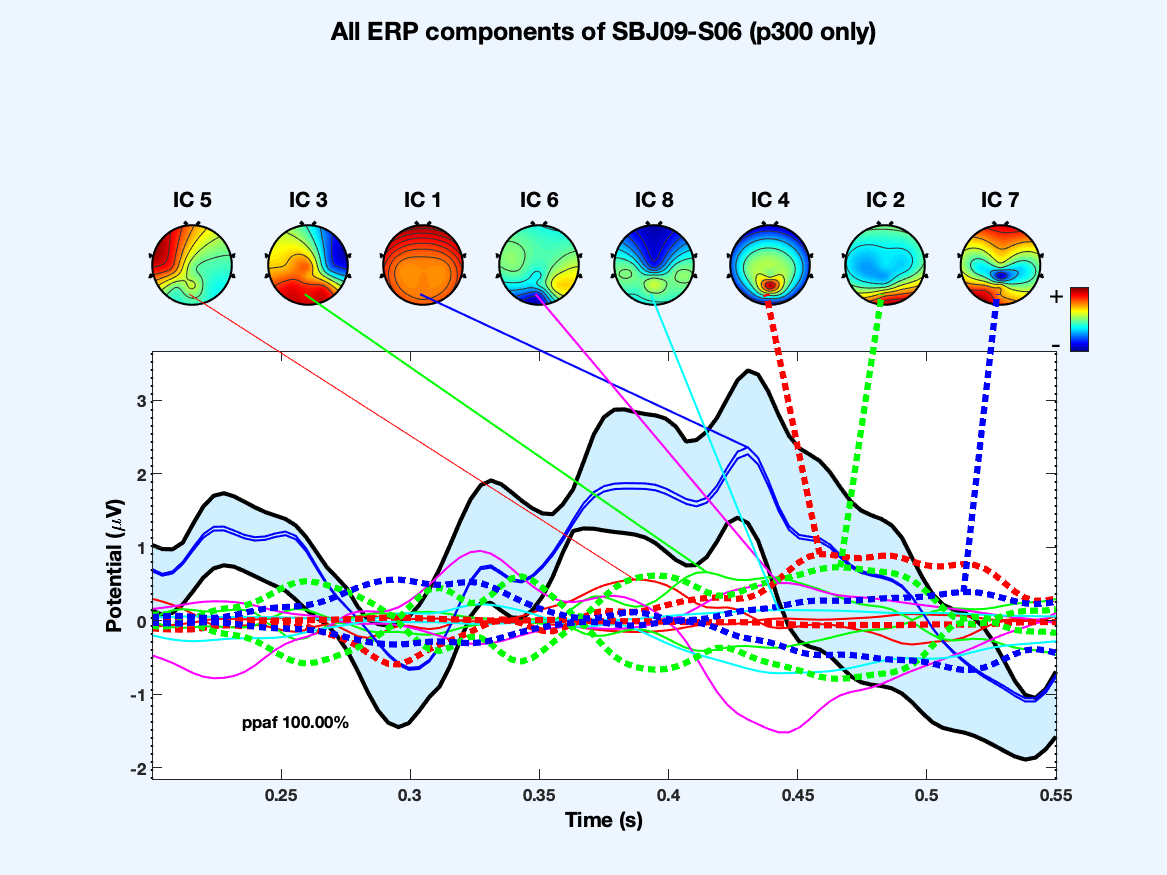 All ERP components of SBJ09-S06 (p300 only)
IC 5 IC 3 IC 1 IC 6 IC 8 IC 4 IC 2 IC 7
+
-
3
2
1
0
-1
-2
Potential (μV)
ppaf 100.00%
0.25 0.3 0.35 0.4 0.45 0.5 0.55
Time (s)